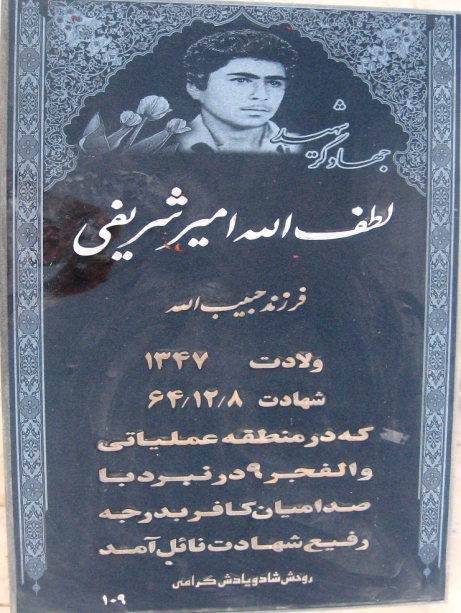 شهید
جهادگر
لطف الله امیر شریفی
فرزند حبیب الله
ولادت ۱۳۴۷
شهادت ۶۴/۱۲/۸
که در منطقه عملیاتی
والفجر ۹ در نبرد با
صدامیان کافر بدرجه
رفیع شهادت نائل آمد
روحش شاد و یادش گرامی
۱۰۹